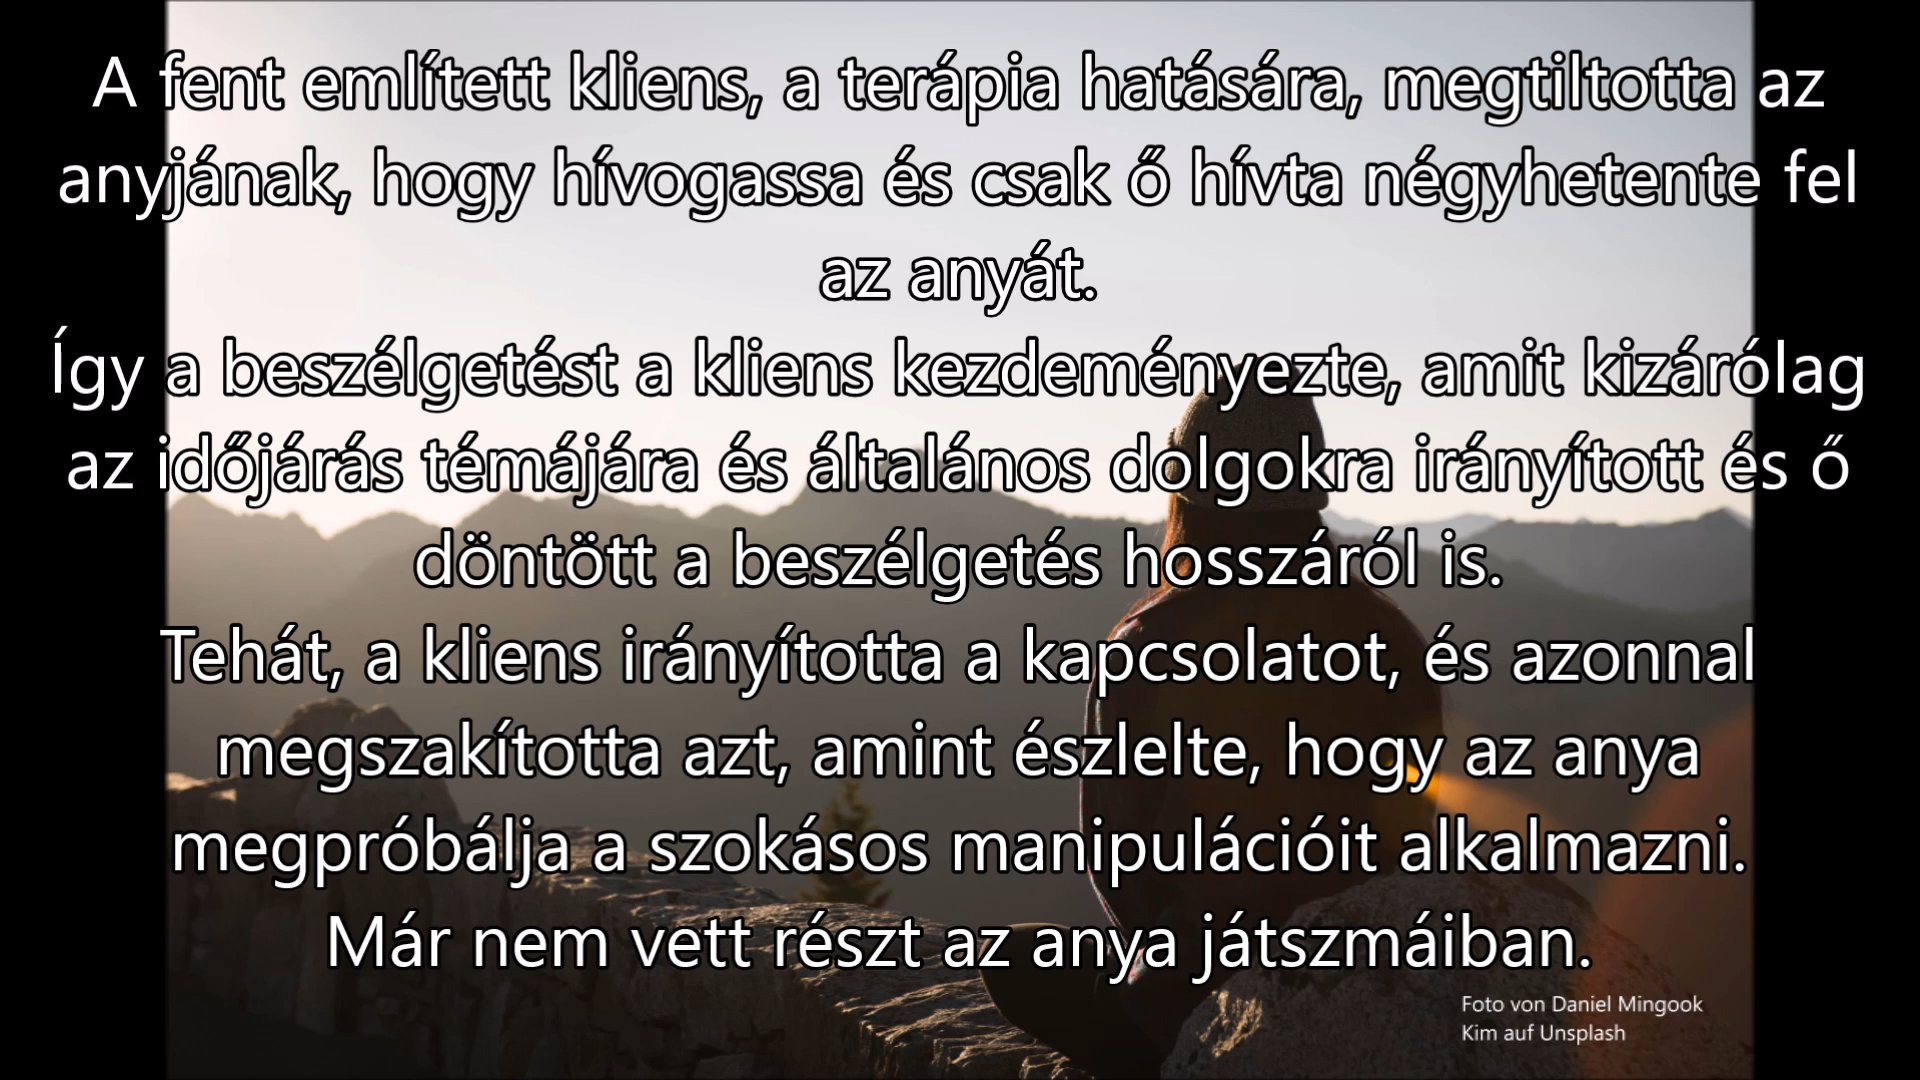 A fent említett kliens, a terápia hatására, megtiltotta az
anyjának, hogy hívogassa és csak ő hívta négyhetente fel
az anyát.
Így a beszélgetést a kliens kezdeményezte, amit kizárólag
az időjárás témájára és általános dolgokra irányított és ő
döntött a beszélgetés hosszáról is.
Tehát, a kliens irányította a kapcsolatot, és azonnal
megszakította azt, amint észlelte, hogy az anya
megpróbálja a szokásos manipulációit alkalmazni.
Már nem vett részt az anya játszmáiban.
Foto von Daniel Mingook
Kim auf Unsplash